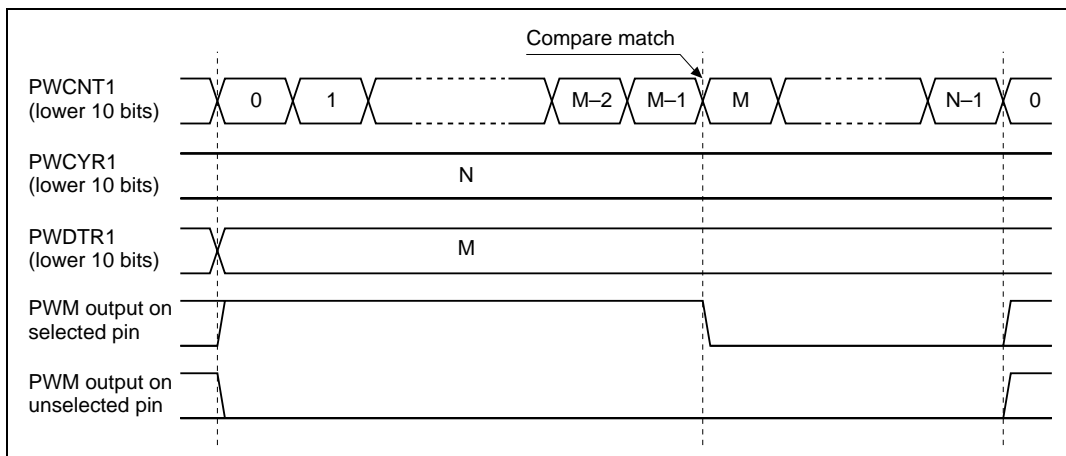 Compare match
PWCNT1
(lower 10 bits)
0 1 M–2 M–1 M N–1 0
PWCYR1
(lower 10 bits)
N
PWDTR1
(lower 10 bits)
M
PWM output on
selected pin
PWM output on
unselected pin